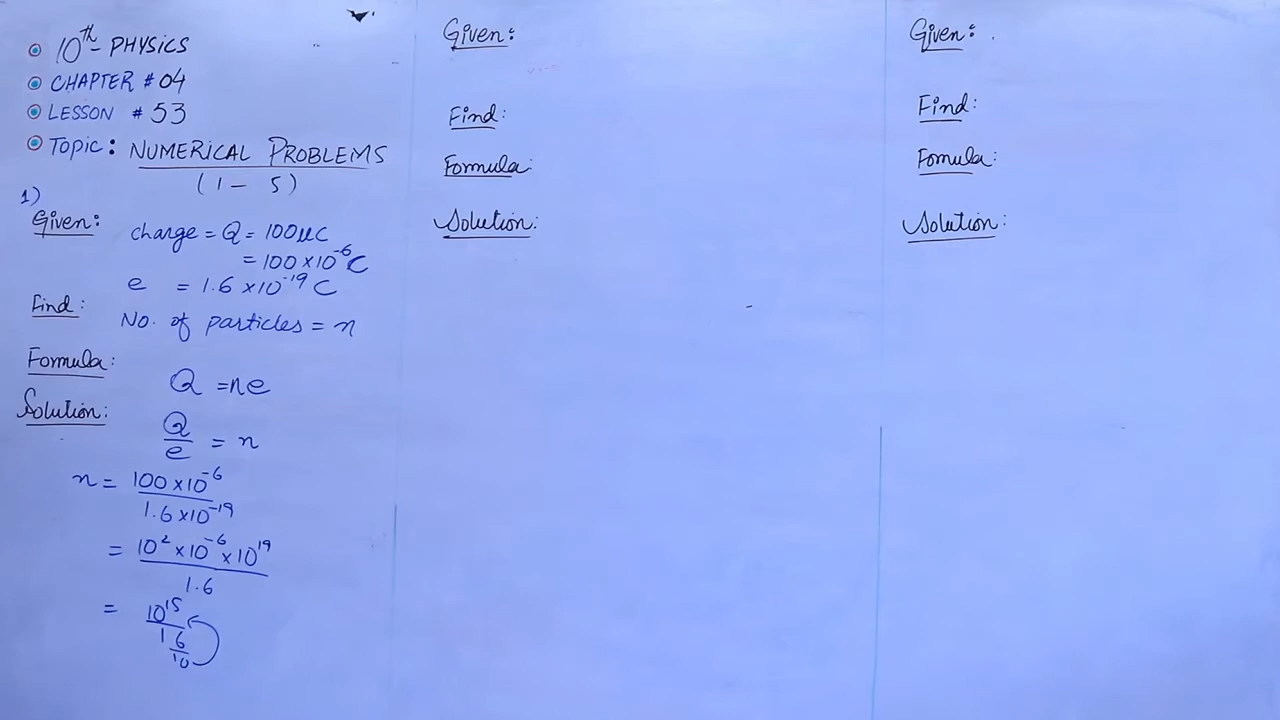 10th PHYSICS
CHAPTER # 04
LESSON # 53
Topic: NUMERICAL PROBLEMS
(1 - 5)
1)
Given: charge = Q = 100μC
= 100 × 10⁻⁶ C
e = 1.6 × 10⁻¹⁹ C
Find:
No. of particles = n
Formula:
Q = ne
Solution:
Q/e = n
n = 100 × 10⁻⁶ / 1.6 × 10⁻¹⁹
= 10² × 10⁻⁶ × 10¹⁹ / 1.6
= 10¹⁵ / 16/10
Given:
Find:
Formula:
Solution:
Given:
Find:
Fomula:
Solution: